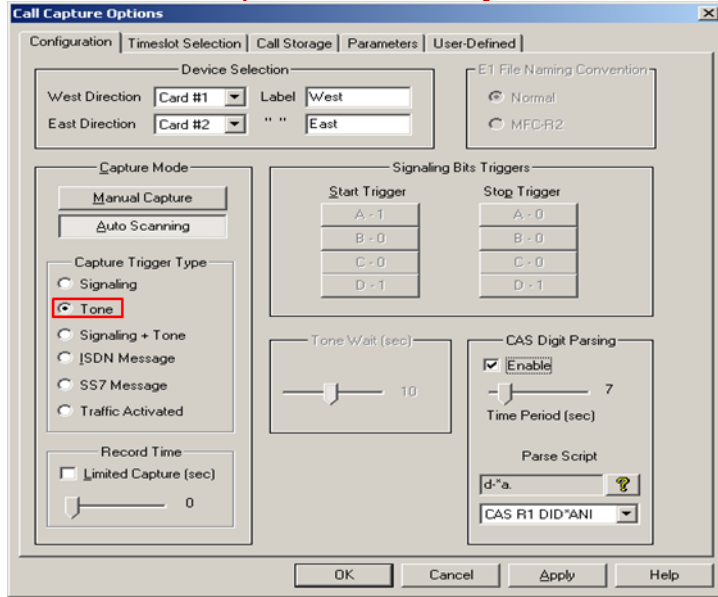 Call Capture Options
Configuration Timeslot Selection Call Storage Parameters User-Defined
Device Selection
West Direction Card #1 Label West
East Direction Card #2 " " East
E1 File Naming Convention
Normal
MFC-R2
Capture Mode
Manual Capture
Auto Scanning
Capture Trigger Type
Signaling
Tone
Signaling + Tone
ISDN Message
SS7 Message
Traffic Activated
Record Time
Limited Capture (sec)
0
Signaling Bits Triggers
Start Trigger Stop Trigger
A - 1 A - 0
B - 0 B - 0
C - 0 C - 0
D - 1 D - 1
Tone Wait (sec)
10
CAS Digit Parsing
Enable
7
Time Period (sec)
Parse Script
d-*a.
CAS R1 DID*ANI
OK Cancel Apply Help